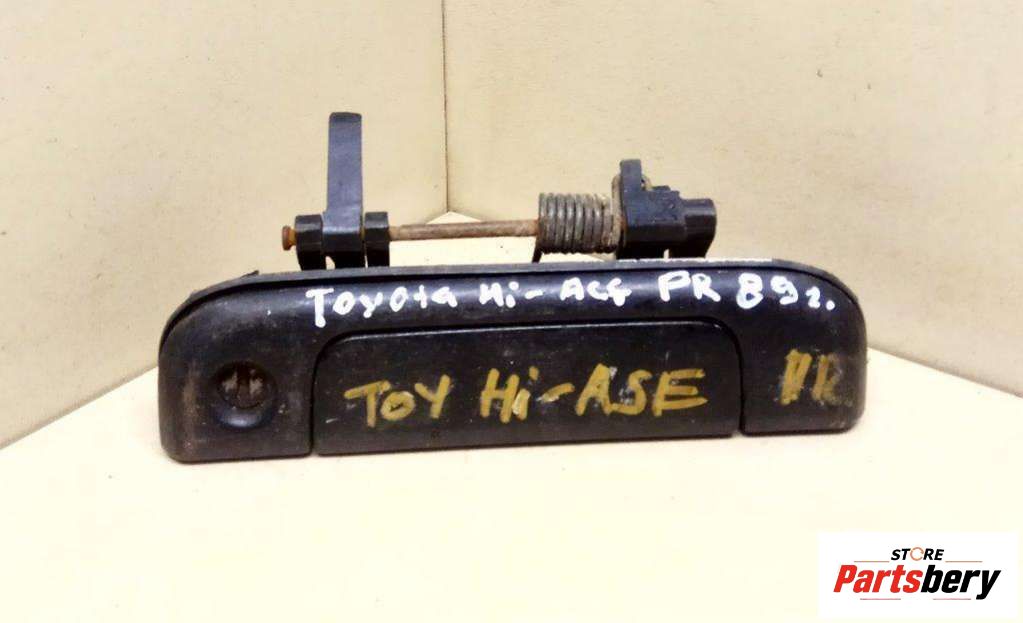 Toyota Hi-Ace PR 89г.
TOY Hi-ASE
STORE
Partsbery